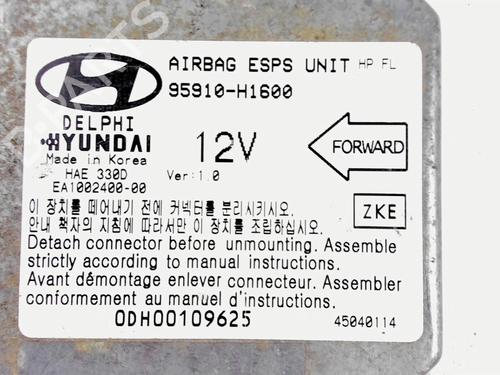 AIRBAG ESPS UNIT HP FL
95910-H1600
DELPHI
HYUNDAI
Made in Korea
HAE 330D
EA1002400-00
12V
Ver: 1.0
FORWARD
이 장치를 떼어내기 전에 커넥터를 분리시키시오.
안내 책자의 지침에 따라서만 이 장치를 조립하십시오.
ZKE
Detach connector before unmounting. Assemble
strictly according to manual instructions.
Avant démontage enlever connecteur. Assembler
conformement au manuel d'instructions.
ODH00109625
45040114